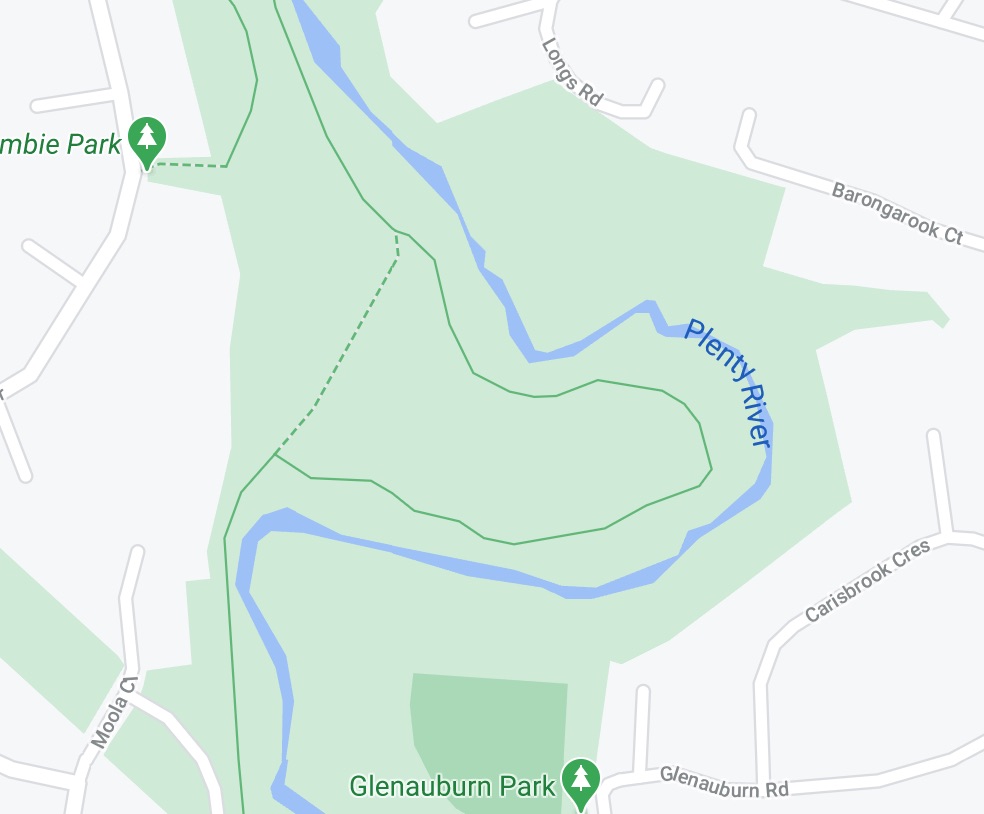 Longs Rd
mbie Park
Barongarook Ct
Plenty River
Carisbrook Cres
Moola Ct
Glenauburn Park
Glenauburn Rd